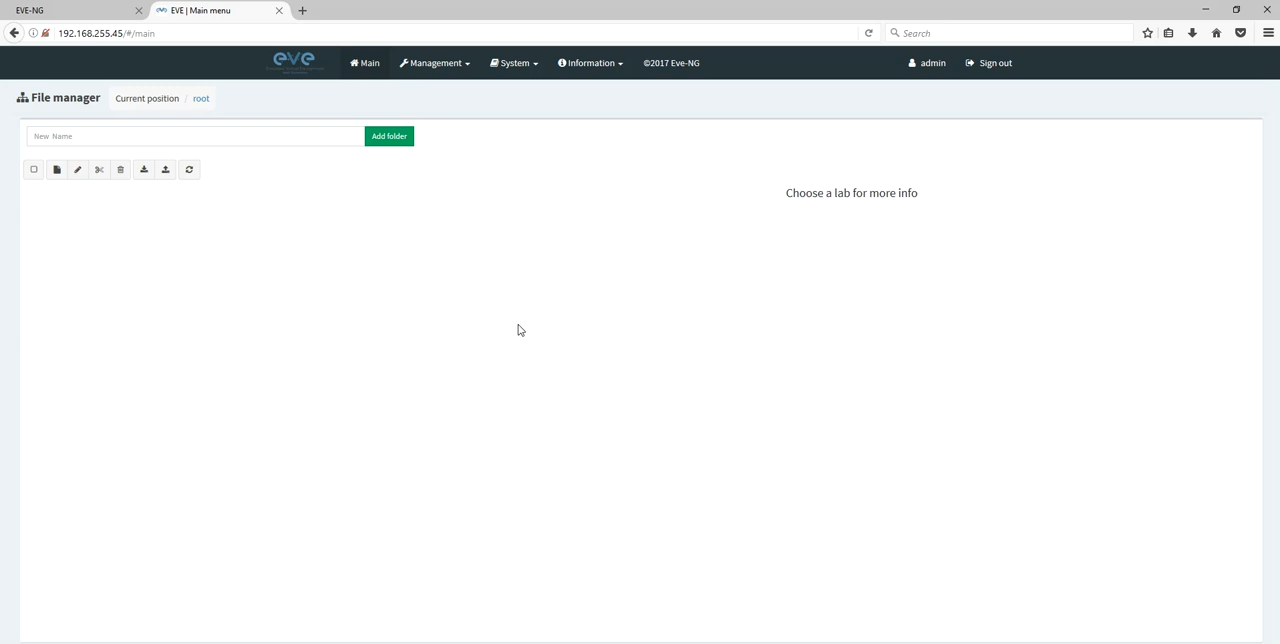 EVE-NG
EVE | Main menu
192.168.255.45/#/main
Search
eve
Main
Management
System
Information
©2017 Eve-NG
admin
Sign out
File manager
Current position / root
New Name
Add folder
Choose a lab for more info